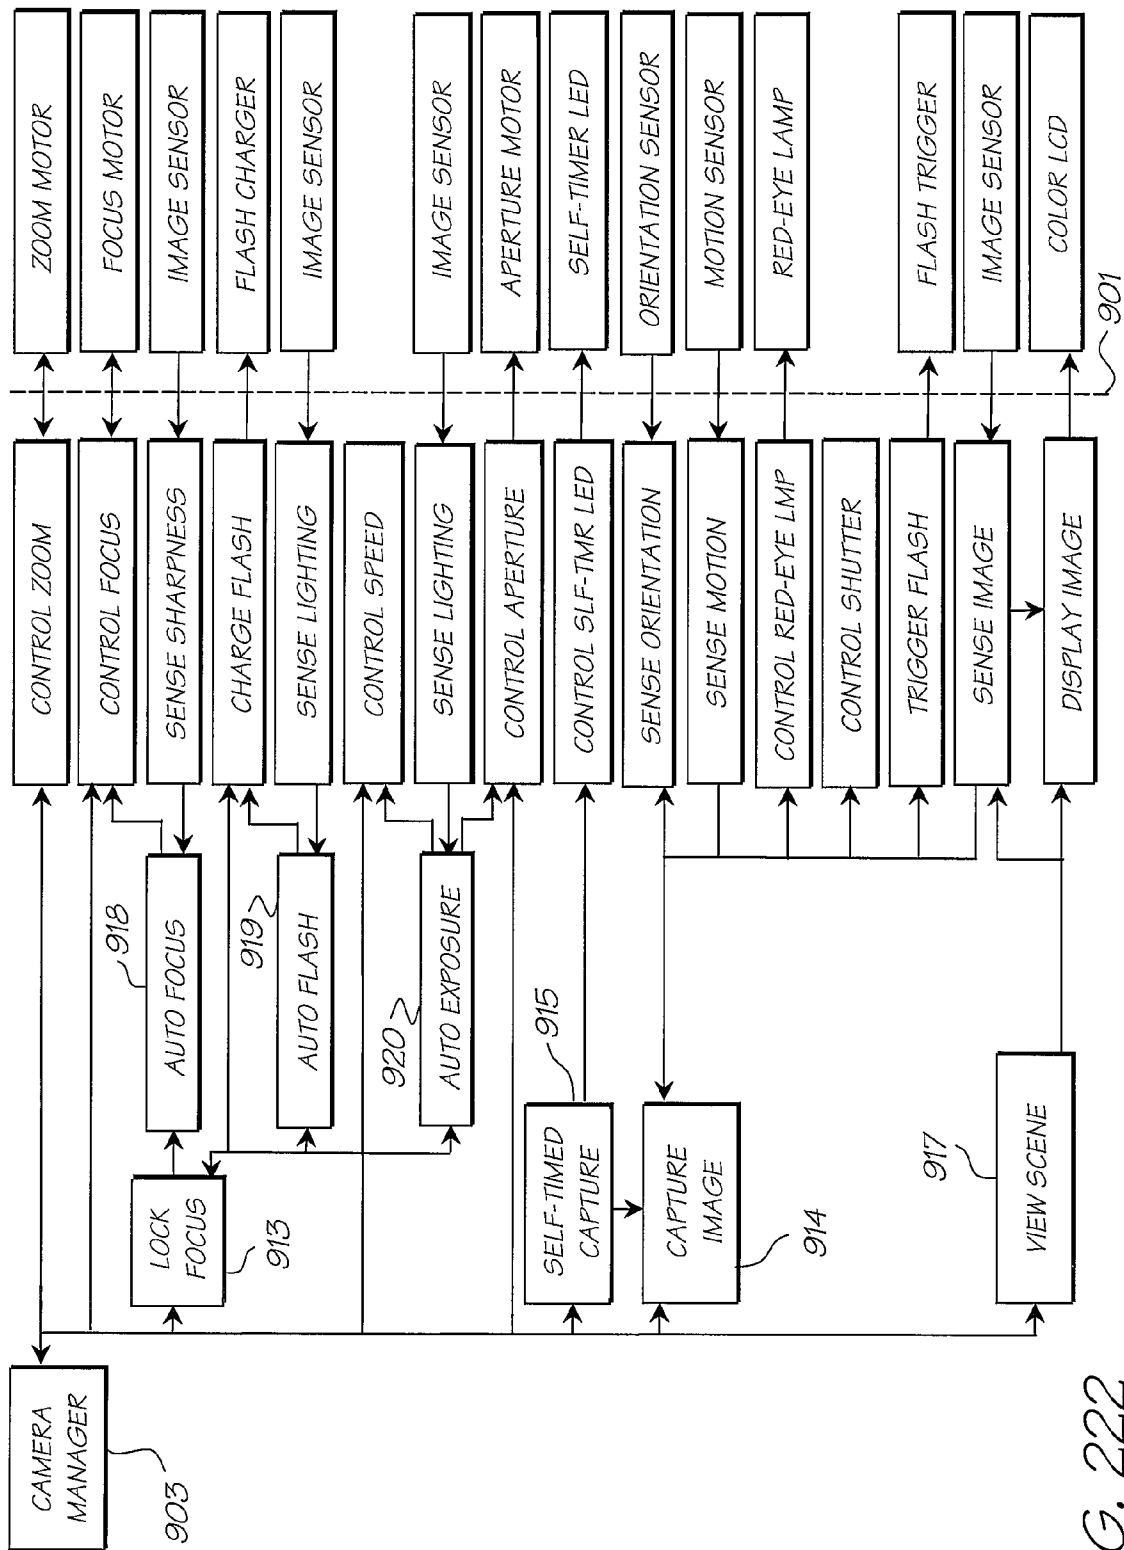 CAMERA
MANAGER
903
LOCK
FOCUS
913
AUTO FOCUS
918
AUTO FLASH
919
AUTO EXPOSURE
920
SELF-TIMED
CAPTURE
915
CAPTURE
IMAGE
914
VIEW SCENE
917
CONTROL ZOOM
CONTROL FOCUS
SENSE SHARPNESS
CHARGE FLASH
SENSE LIGHTING
CONTROL SPEED
SENSE LIGHTING
CONTROL APERTURE
CONTROL SLF-TMR LED
SENSE ORIENTATION
SENSE MOTION
CONTROL RED-EYE LMP
CONTROL SHUTTER
TRIGGER FLASH
SENSE IMAGE
DISPLAY IMAGE
ZOOM MOTOR
FOCUS MOTOR
IMAGE SENSOR
FLASH CHARGER
IMAGE SENSOR
IMAGE SENSOR
APERTURE MOTOR
SELF-TIMER LED
ORIENTATION SENSOR
MOTION SENSOR
RED-EYE LAMP
FLASH TRIGGER
IMAGE SENSOR
COLOR LCD
901
G. 222